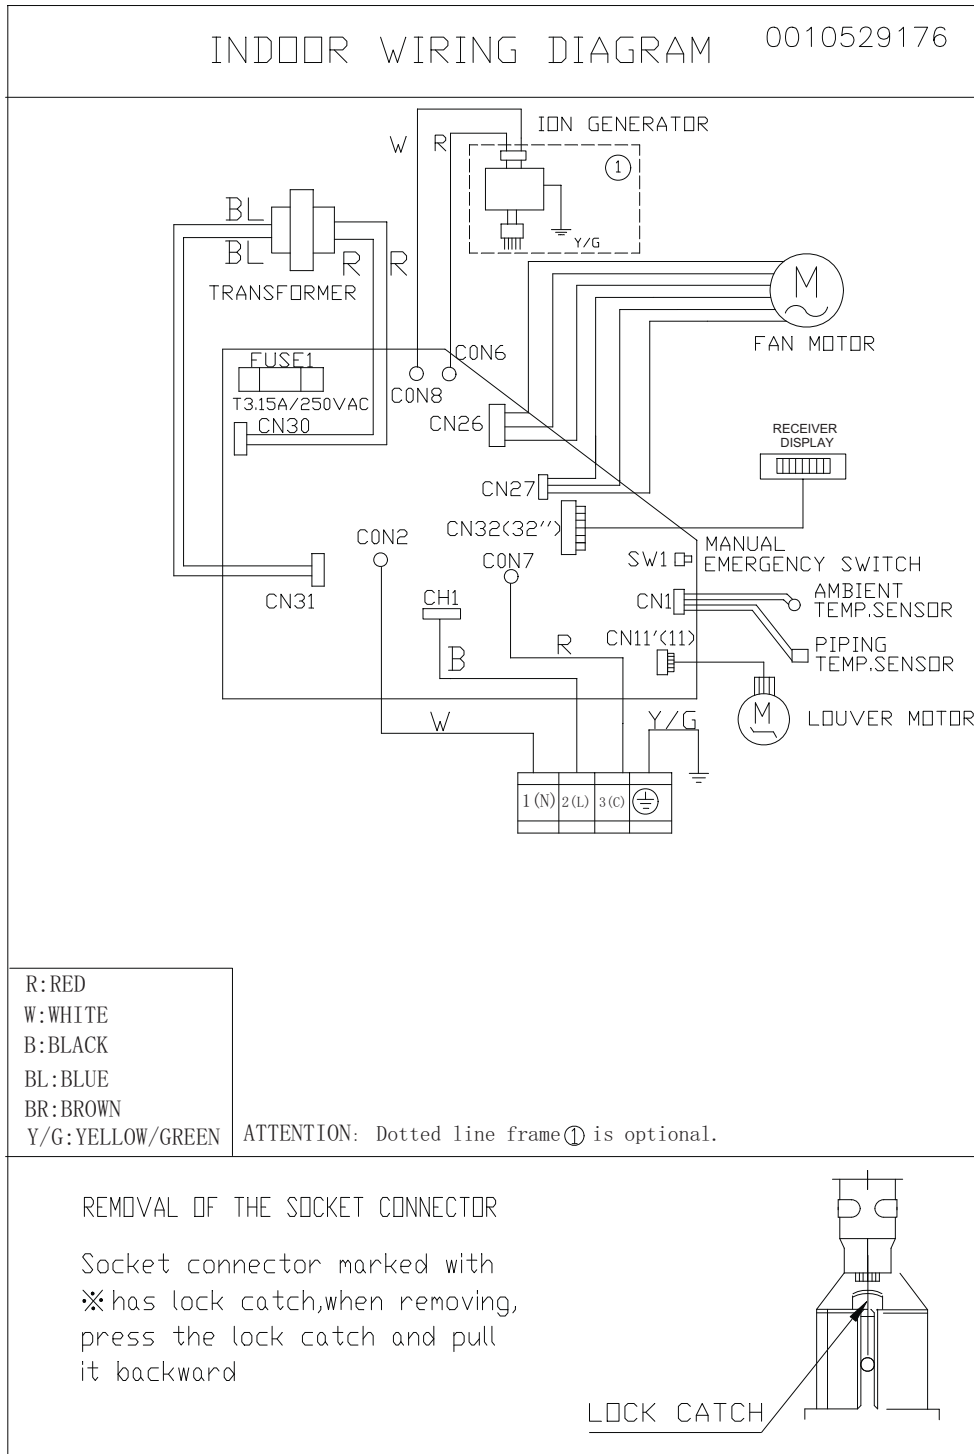 INDOOR WIRING DIAGRAM
0010529176
ION GENERATOR
W
R
1
Y/G
BL
BL
R
R
TRANSFORMER
M
FAN MOTOR
FUSE1
T3.15A/250VAC
CON6
CON8
CN30
CN26
RECEIVER
DISPLAY
CN27
CN32(32'')
CON2
CON7
SW1
MANUAL
EMERGENCY SWITCH
CN31
CH1
CN1
AMBIENT
TEMP.SENSOR
CN11'(11)
PIPING
TEMP.SENSOR
B
R
W
Y/G
M
LOUVER MOTOR
1(N)
2(L)
3(C)
R:RED
W:WHITE
B:BLACK
BL:BLUE
BR:BROWN
Y/G:YELLOW/GREEN
ATTENTION: Dotted line frame① is optional.
REMOVAL OF THE SOCKET CONNECTOR
Socket connector marked with
※has lock catch,when removing,
press the lock catch and pull
it backward
LOCK CATCH